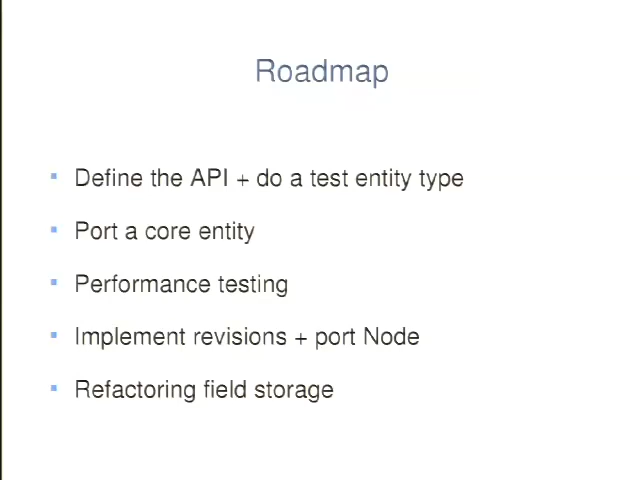 Roadmap
Define the API + do a test entity type
Port a core entity
Performance testing
Implement revisions + port Node
Refactoring field storage